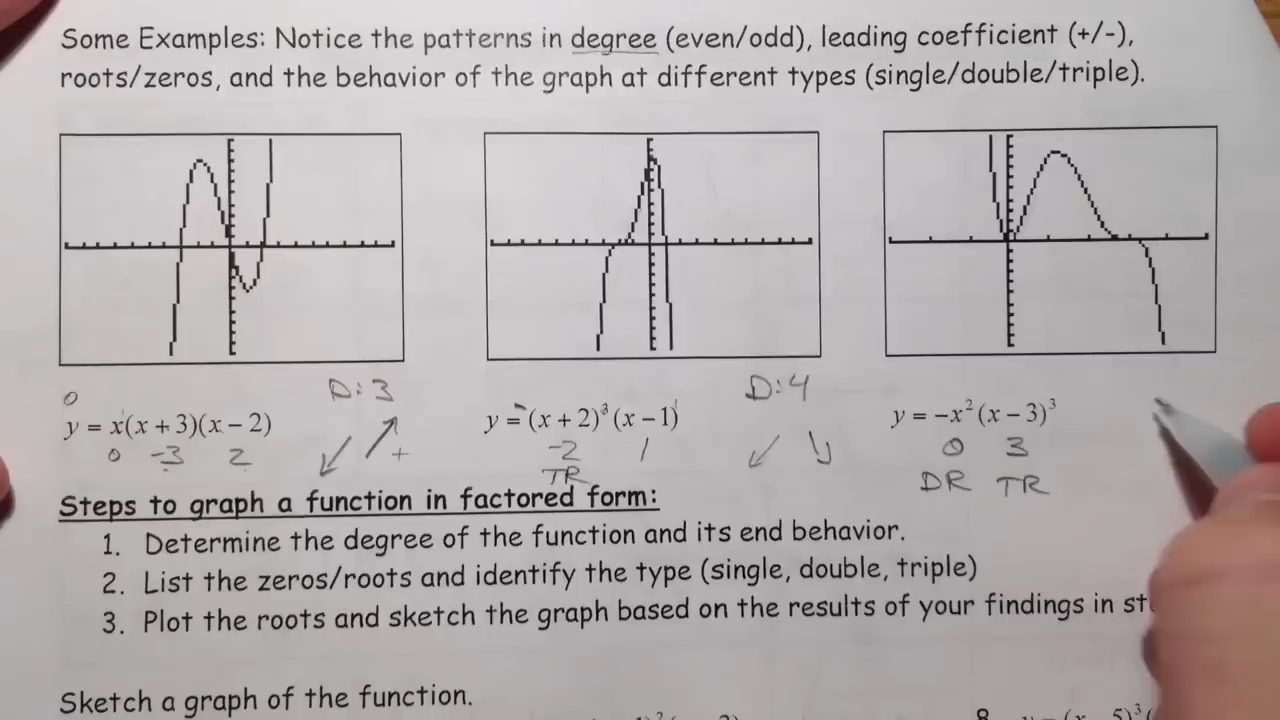 Some Examples: Notice the patterns in degree (even/odd), leading coefficient (+/-),
roots/zeros, and the behavior of the graph at different types (single/double/triple).
0
D:3
D:4
y = x(x + 3)(x − 2)
y = −(x + 2)³(x − 1)¹
y = −x²(x − 3)³
0 −3 2
+
−2 1
TR
0 3
DR TR
Steps to graph a function in factored form:
1. Determine the degree of the function and its end behavior.
2. List the zeros/roots and identify the type (single, double, triple)
3. Plot the roots and sketch the graph based on the results of your findings in
Sketch a graph of the function.
8.